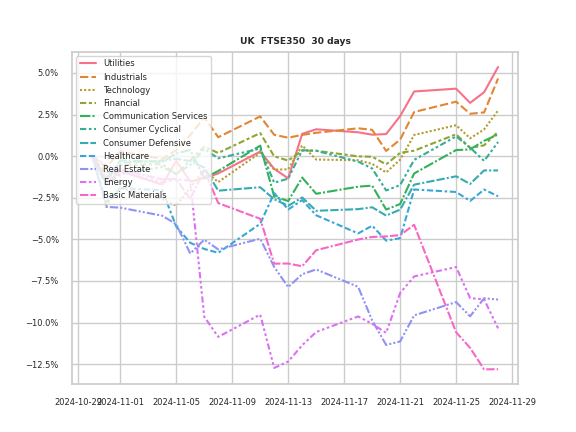 UK  FTSE350  30 days
Utilities
Industrials
Technology
Financial
Communication Services
Consumer Cyclical
Consumer Defensive
Healthcare
Real Estate
Energy
Basic Materials
5.0%
2.5%
0.0%
−2.5%
−5.0%
−7.5%
−10.0%
−12.5%
2024-10-29 2024-11-01 2024-11-05 2024-11-09 2024-11-13 2024-11-17 2024-11-21 2024-11-25 2024-11-29